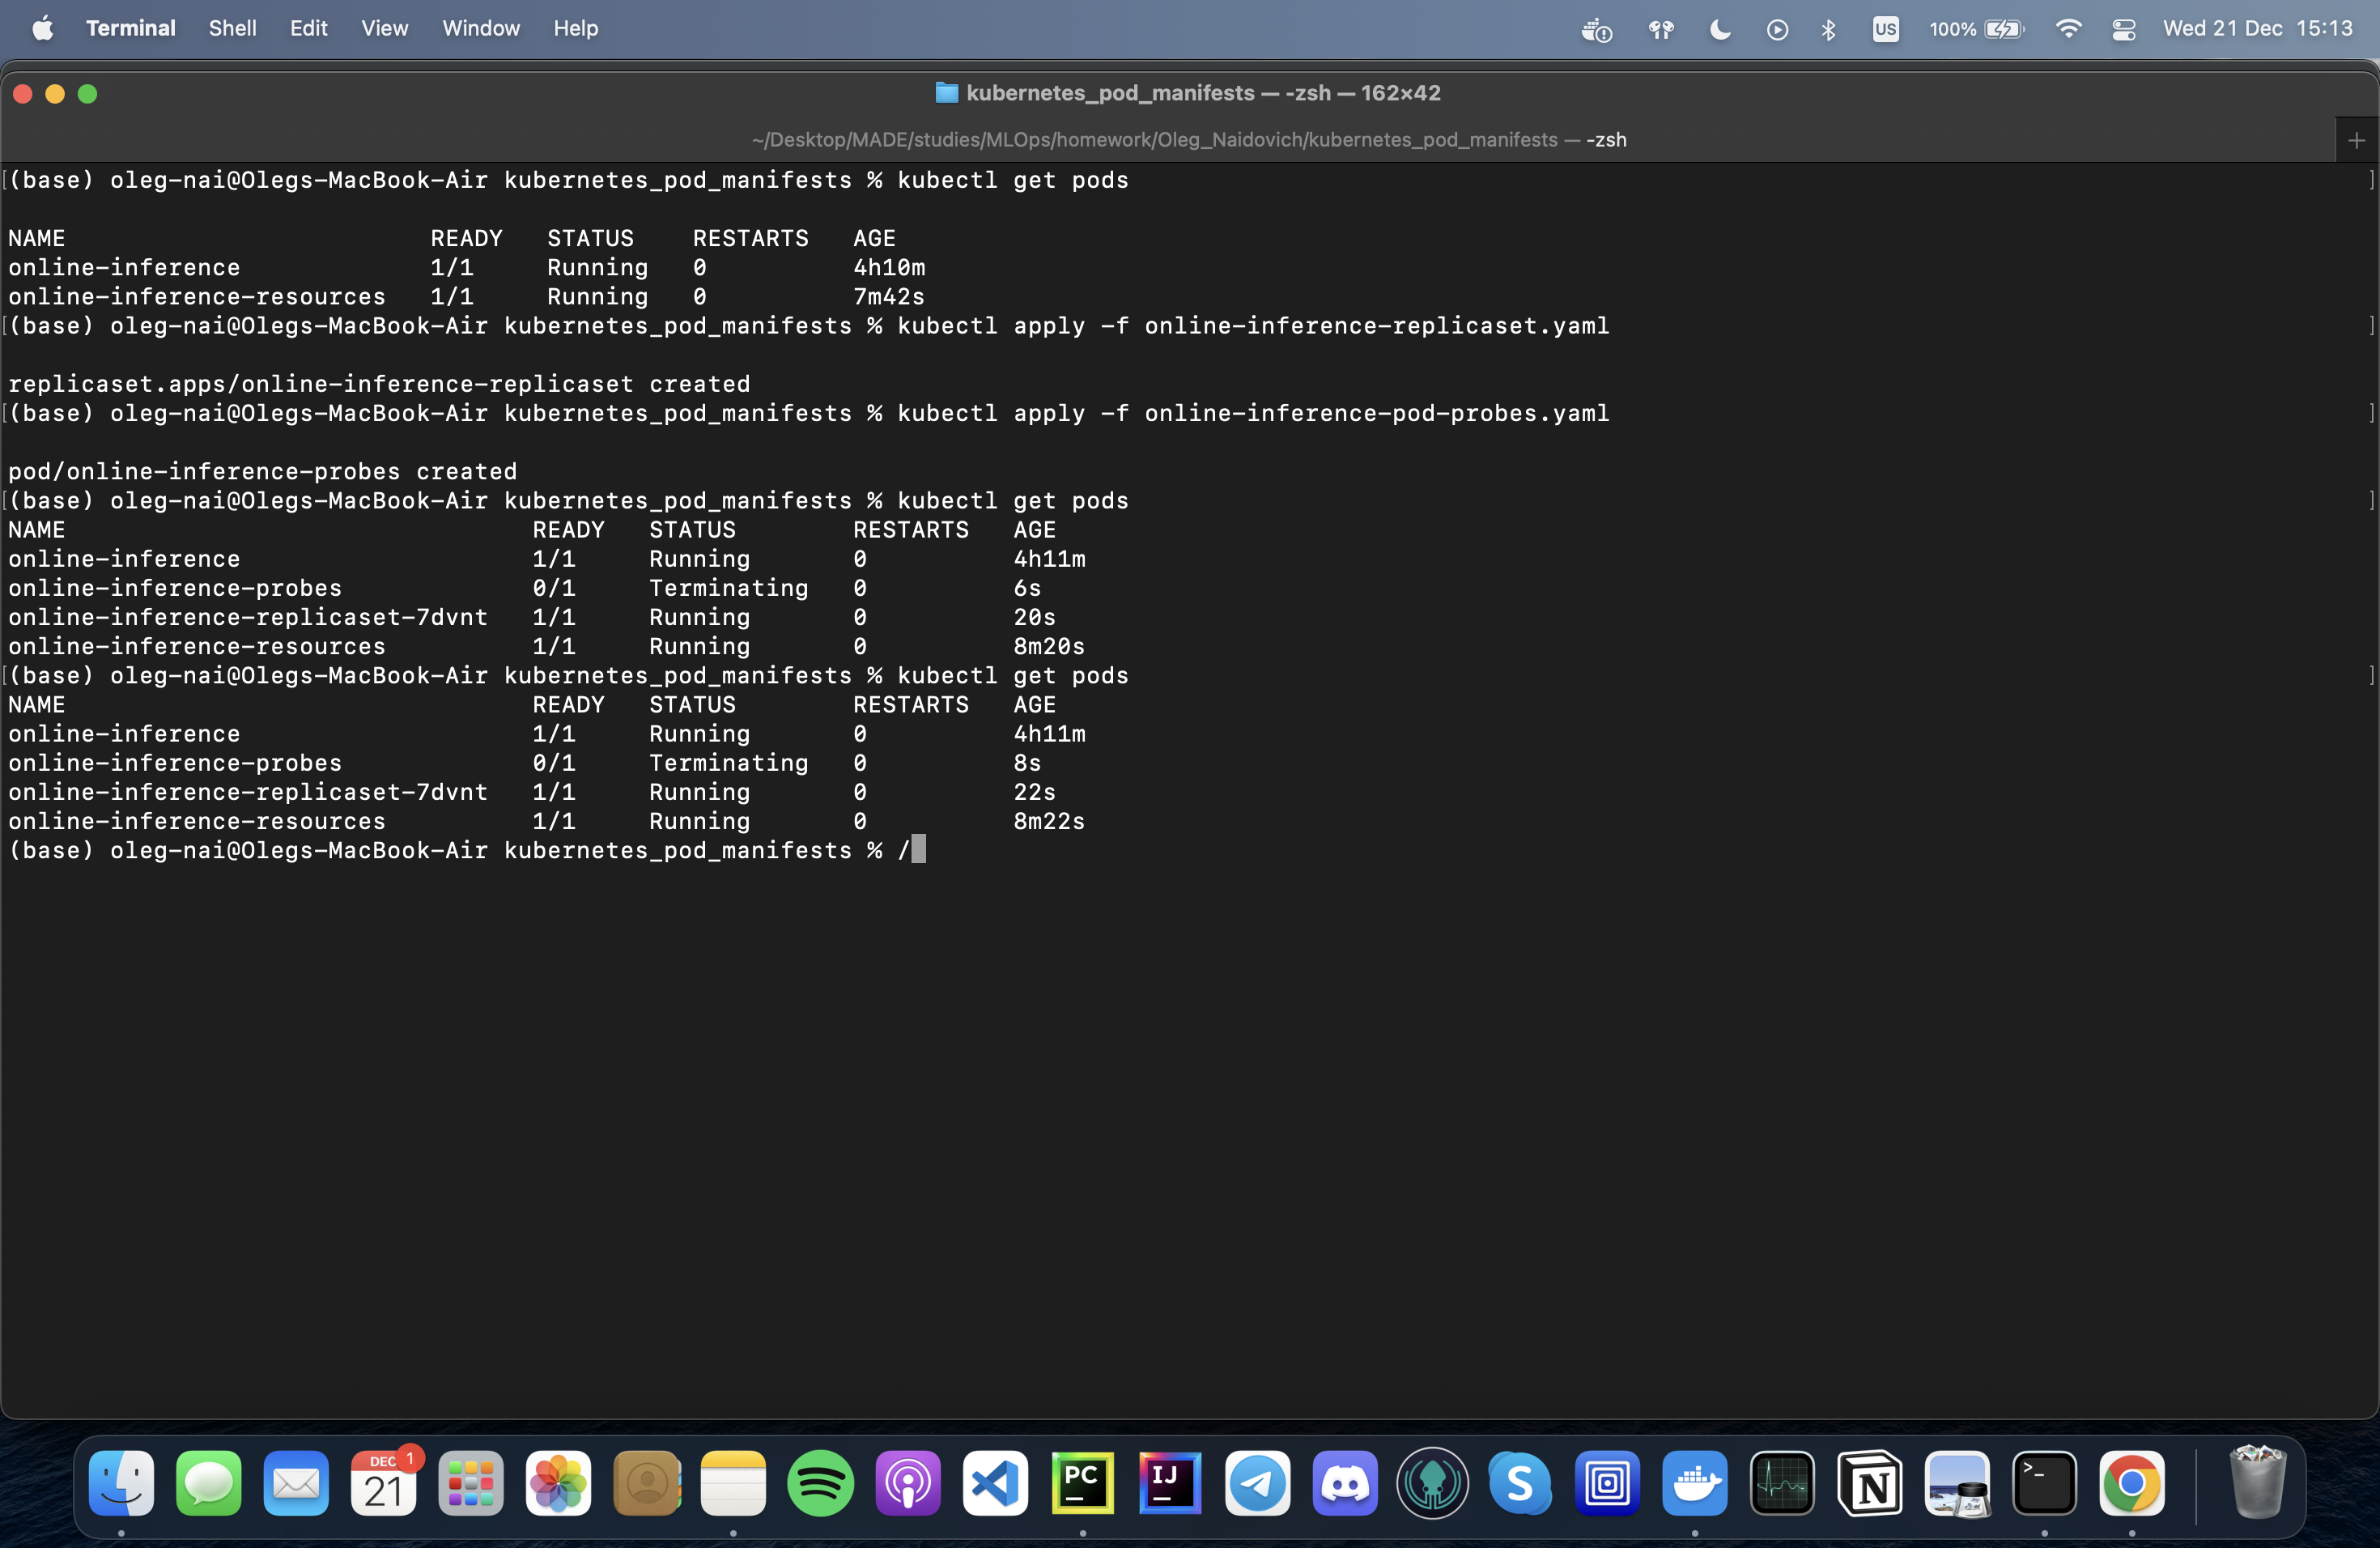 Terminal Shell Edit View Window Help US 100% Wed 21 Dec 15:13
kubernetes_pod_manifests — -zsh — 162×42
~/Desktop/MADE/studies/MLOps/homework/Oleg_Naidovich/kubernetes_pod_manifests — -zsh
[(base) oleg-nai@Olegs-MacBook-Air kubernetes_pod_manifests % kubectl get pods ]
NAME READY STATUS RESTARTS AGE
online-inference 1/1 Running 0 4h10m
online-inference-resources 1/1 Running 0 7m42s
[(base) oleg-nai@Olegs-MacBook-Air kubernetes_pod_manifests % kubectl apply -f online-inference-replicaset.yaml ]
replicaset.apps/online-inference-replicaset created
[(base) oleg-nai@Olegs-MacBook-Air kubernetes_pod_manifests % kubectl apply -f online-inference-pod-probes.yaml ]
pod/online-inference-probes created
[(base) oleg-nai@Olegs-MacBook-Air kubernetes_pod_manifests % kubectl get pods ]
NAME READY STATUS RESTARTS AGE
online-inference 1/1 Running 0 4h11m
online-inference-probes 0/1 Terminating 0 6s
online-inference-replicaset-7dvnt 1/1 Running 0 20s
online-inference-resources 1/1 Running 0 8m20s
[(base) oleg-nai@Olegs-MacBook-Air kubernetes_pod_manifests % kubectl get pods ]
NAME READY STATUS RESTARTS AGE
online-inference 1/1 Running 0 4h11m
online-inference-probes 0/1 Terminating 0 8s
online-inference-replicaset-7dvnt 1/1 Running 0 22s
online-inference-resources 1/1 Running 0 8m22s
(base) oleg-nai@Olegs-MacBook-Air kubernetes_pod_manifests % /
DEC 1
21
PC
IJ
S
N
>_